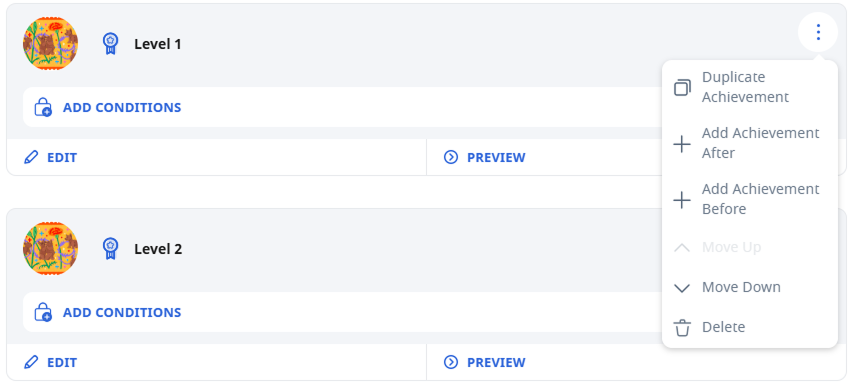 Level 1
ADD CONDITIONS
EDIT
PREVIEW
Duplicate
Achievement
Add Achievement
After
Add Achievement
Before
Move Up
Move Down
Delete
Level 2
ADD CONDITIONS
EDIT
PREVIEW